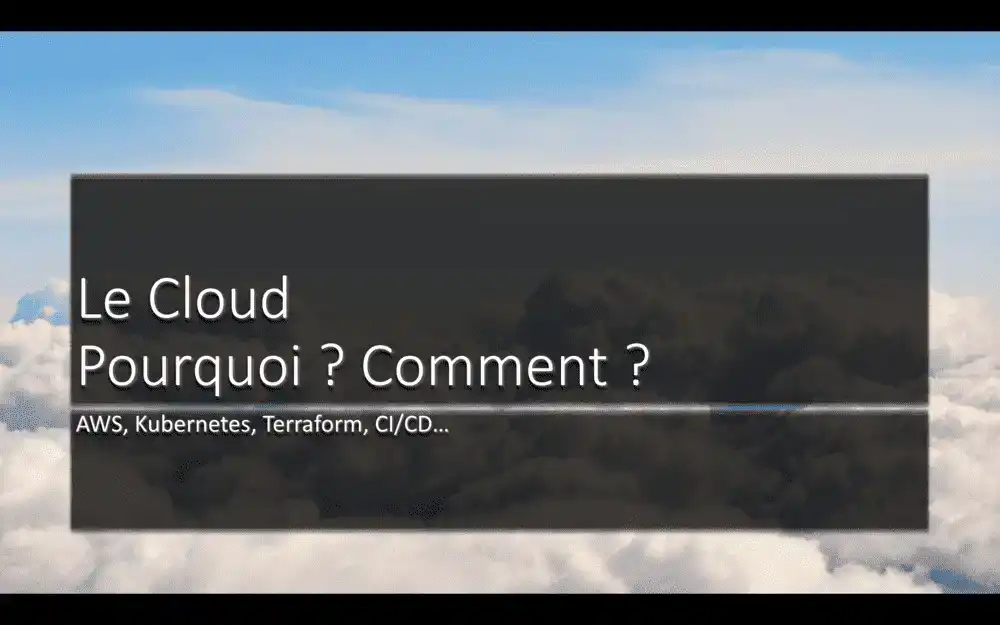 Le Cloud
Pourquoi ? Comment ?
AWS, Kubernetes, Terraform, CI/CD...